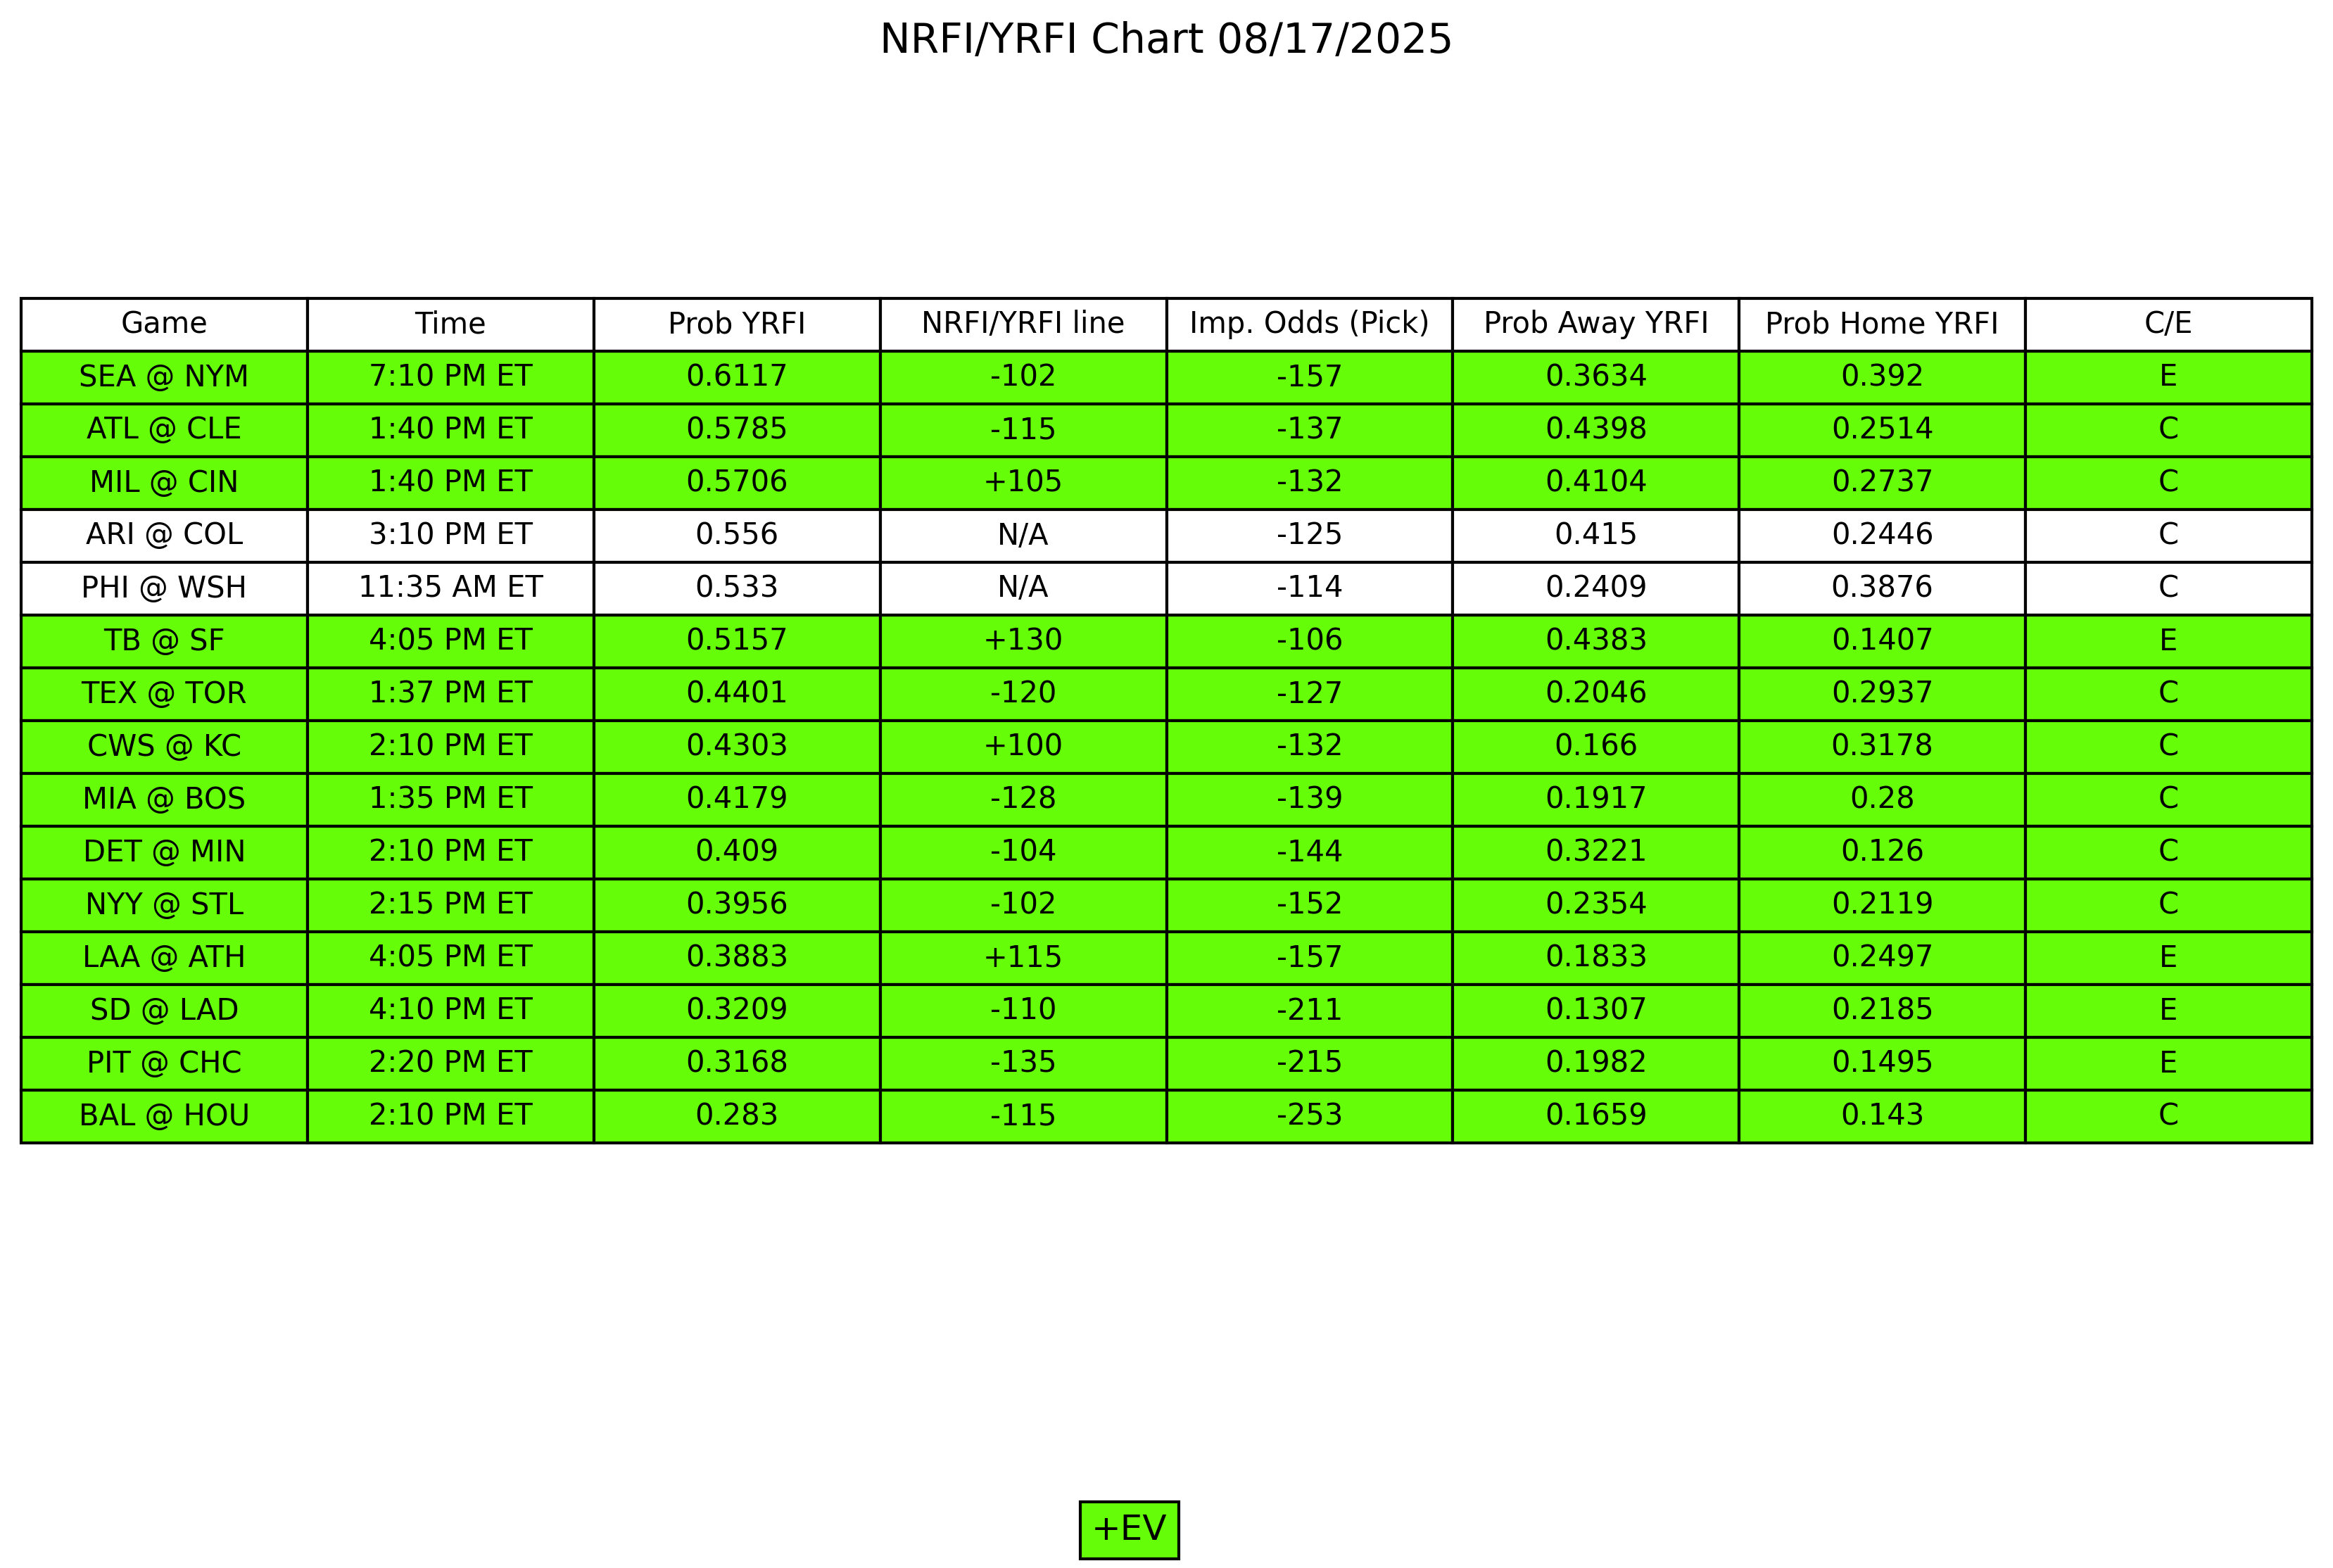 NRFI/YRFI Chart 08/17/2025
Game Time Prob YRFI NRFI/YRFI line Imp. Odds (Pick) Prob Away YRFI Prob Home YRFI C/E
SEA @ NYM 7:10 PM ET 0.6117 -102 -157 0.3634 0.392 E
ATL @ CLE 1:40 PM ET 0.5785 -115 -137 0.4398 0.2514 C
MIL @ CIN 1:40 PM ET 0.5706 +105 -132 0.4104 0.2737 C
ARI @ COL 3:10 PM ET 0.556 N/A -125 0.415 0.2446 C
PHI @ WSH 11:35 AM ET 0.533 N/A -114 0.2409 0.3876 C
TB @ SF 4:05 PM ET 0.5157 +130 -106 0.4383 0.1407 E
TEX @ TOR 1:37 PM ET 0.4401 -120 -127 0.2046 0.2937 C
CWS @ KC 2:10 PM ET 0.4303 +100 -132 0.166 0.3178 C
MIA @ BOS 1:35 PM ET 0.4179 -128 -139 0.1917 0.28 C
DET @ MIN 2:10 PM ET 0.409 -104 -144 0.3221 0.126 C
NYY @ STL 2:15 PM ET 0.3956 -102 -152 0.2354 0.2119 C
LAA @ ATH 4:05 PM ET 0.3883 +115 -157 0.1833 0.2497 E
SD @ LAD 4:10 PM ET 0.3209 -110 -211 0.1307 0.2185 E
PIT @ CHC 2:20 PM ET 0.3168 -135 -215 0.1982 0.1495 E
BAL @ HOU 2:10 PM ET 0.283 -115 -253 0.1659 0.143 C
+EV